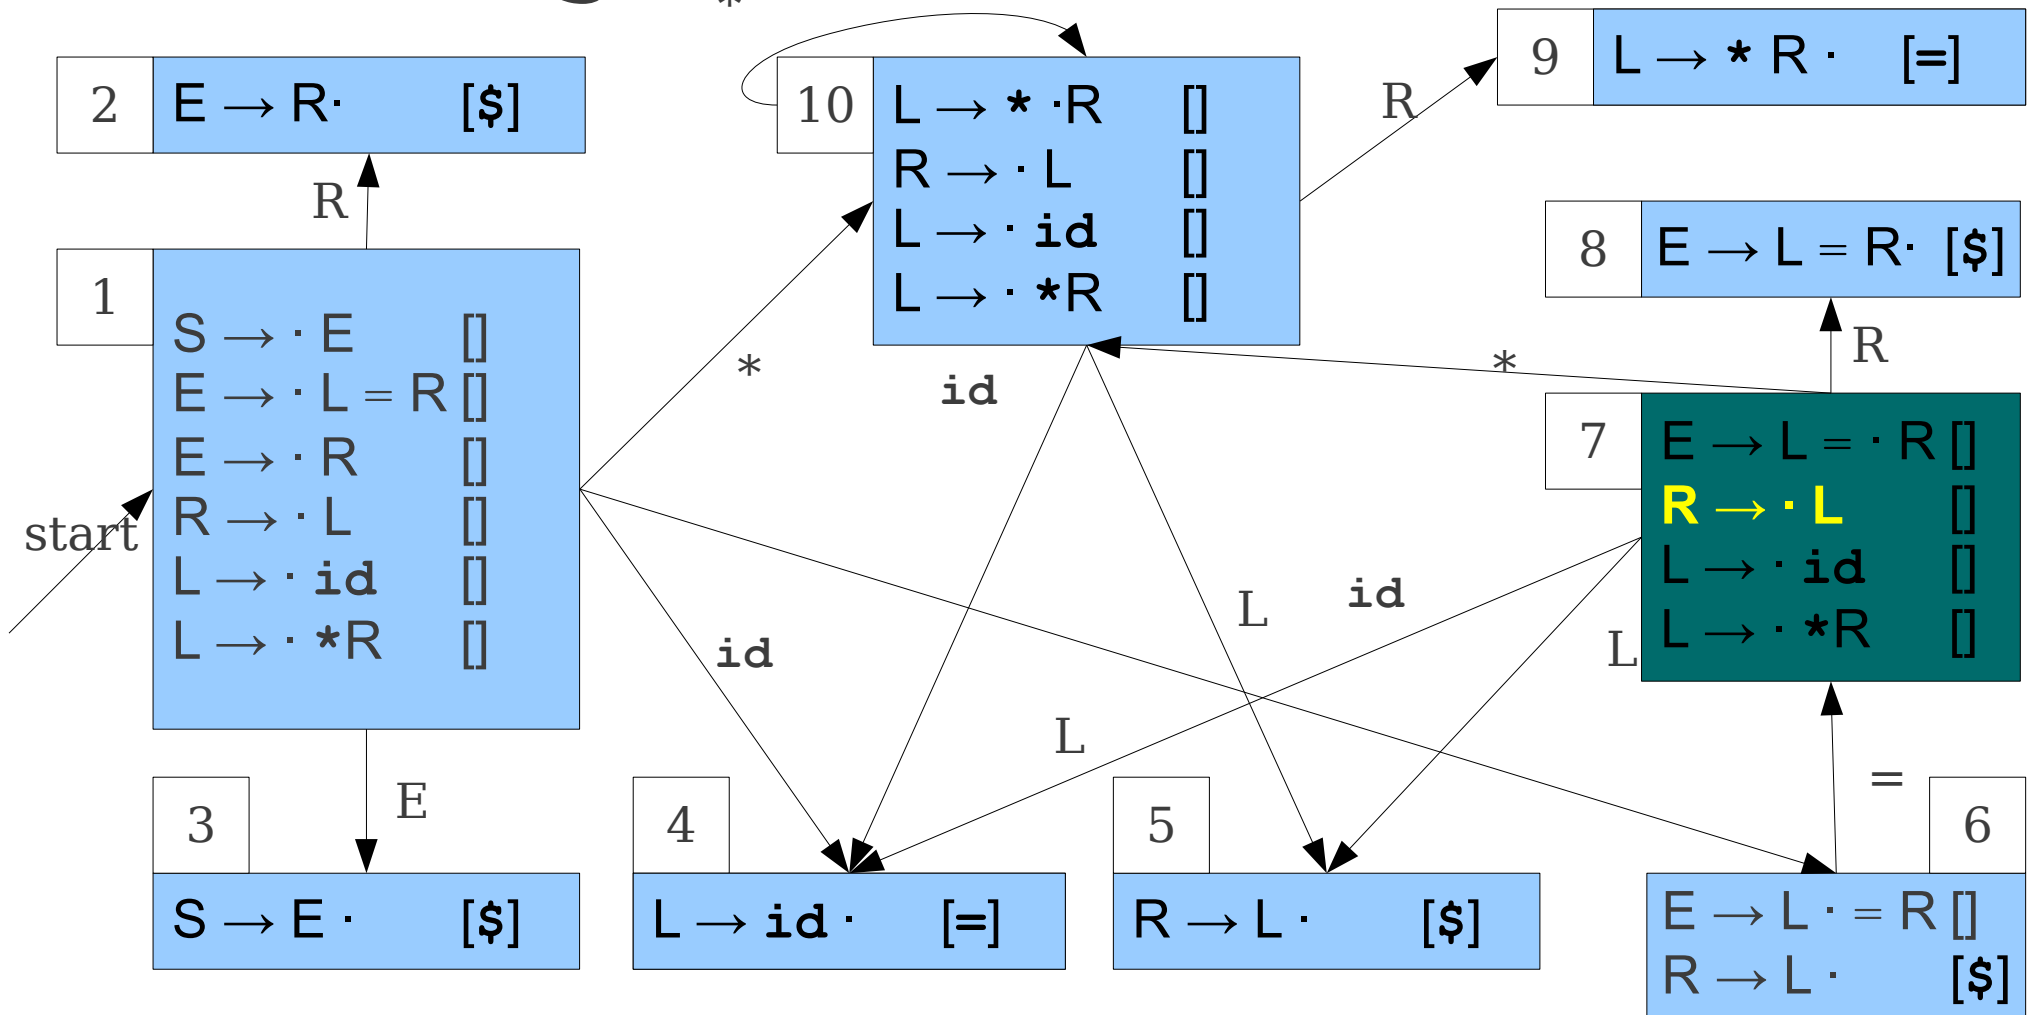 *
2
E → R· [$]
R
1
S → · E []
E → · L = R []
E → · R []
R → · L []
L → · id []
L → · *R []
start
E
3
S → E · [$]
10
L → * ·R []
R → · L []
L → · id []
L → · *R []
*
id
id
L
L
id
4
L → id · [=]
5
R → L · [$]
R
9
L → * R · [=]
8
E → L = R· [$]
R
*
7
E → L = · R []
R → · L []
L → · id []
L → · *R []
L
=
6
E → L · = R []
R → L · [$]